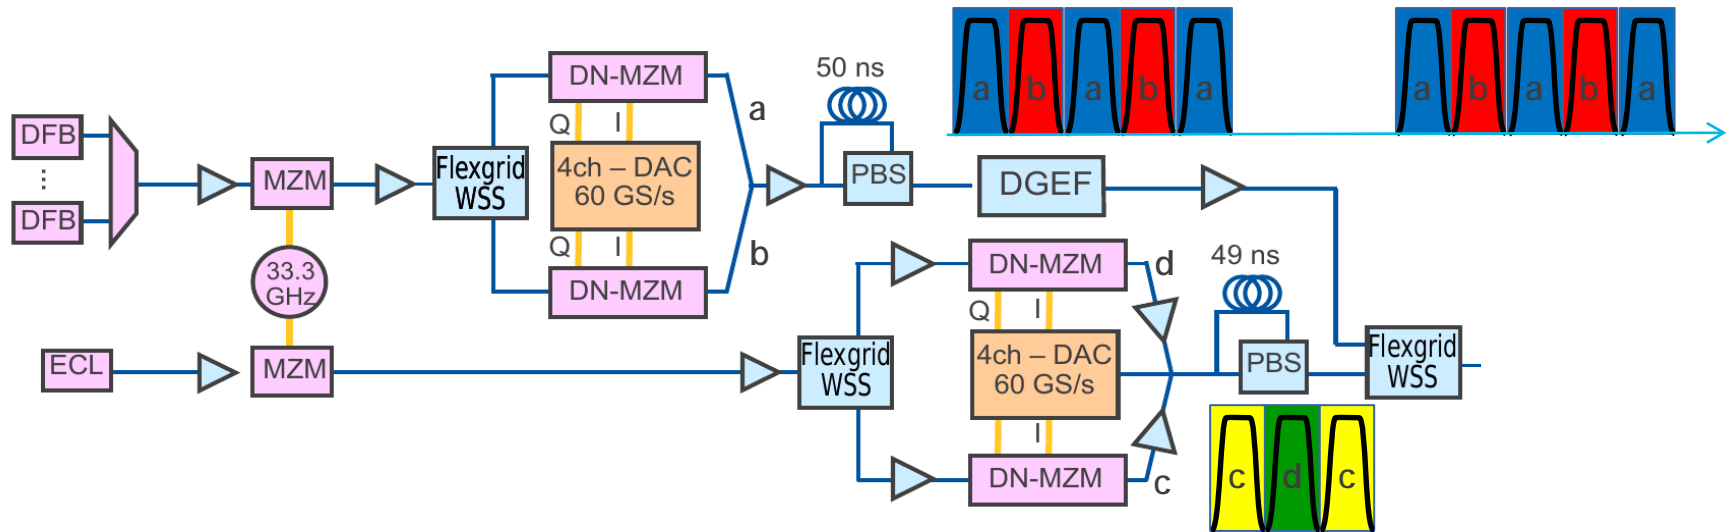 a b a b a
a b a b a
50 ns
DN-MZM
a
Q I
DFB
⋮
DFB
MZM
Flexgrid
WSS
4ch – DAC
60 GS/s
PBS
DGEF
Q I
b
DN-MZM
33.3
GHz
ECL
MZM
DN-MZM
d
49 ns
Q I
Flexgrid
WSS
4ch – DAC
60 GS/s
PBS
Flexgrid
WSS
I
DN-MZM
c
c d c